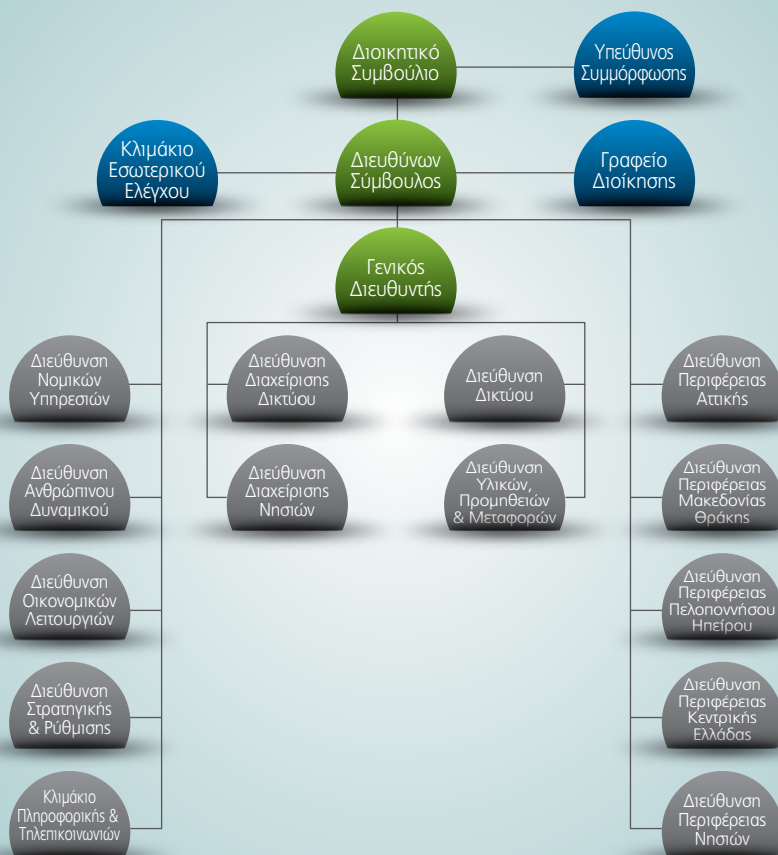 Διοικητικό
Συμβούλιο
Υπεύθυνος
Συμμόρφωσης
Κλιμάκιο
Εσωτερικού
Ελέγχου
Διευθύνων
Σύμβουλος
Γραφείο
Διοίκησης
Γενικός
Διευθυντής
Διεύθυνση
Νομικών
Υπηρεσιών
Διεύθυνση
Διαχείρισης
Δικτύου
Διεύθυνση
Δικτύου
Διεύθυνση
Περιφέρειας
Αττικής
Διεύθυνση
Ανθρώπινου
Δυναμικού
Διεύθυνση
Διαχείρισης
Νησιών
Διεύθυνση
Υλικών,
Προμηθειών
& Μεταφορών
Διεύθυνση
Περιφέρειας
Μακεδονίας
Θράκης
Διεύθυνση
Οικονομικών
Λειτουργιών
Διεύθυνση
Περιφέρειας
Πελοποννήσου
Ηπείρου
Διεύθυνση
Στρατηγικής
& Ρύθμισης
Διεύθυνση
Περιφέρειας
Κεντρικής
Ελλάδας
Κλιμάκιο
Πληροφορικής &
Τηλεπικοινωνιών
Διεύθυνση
Περιφέρειας
Νησιών